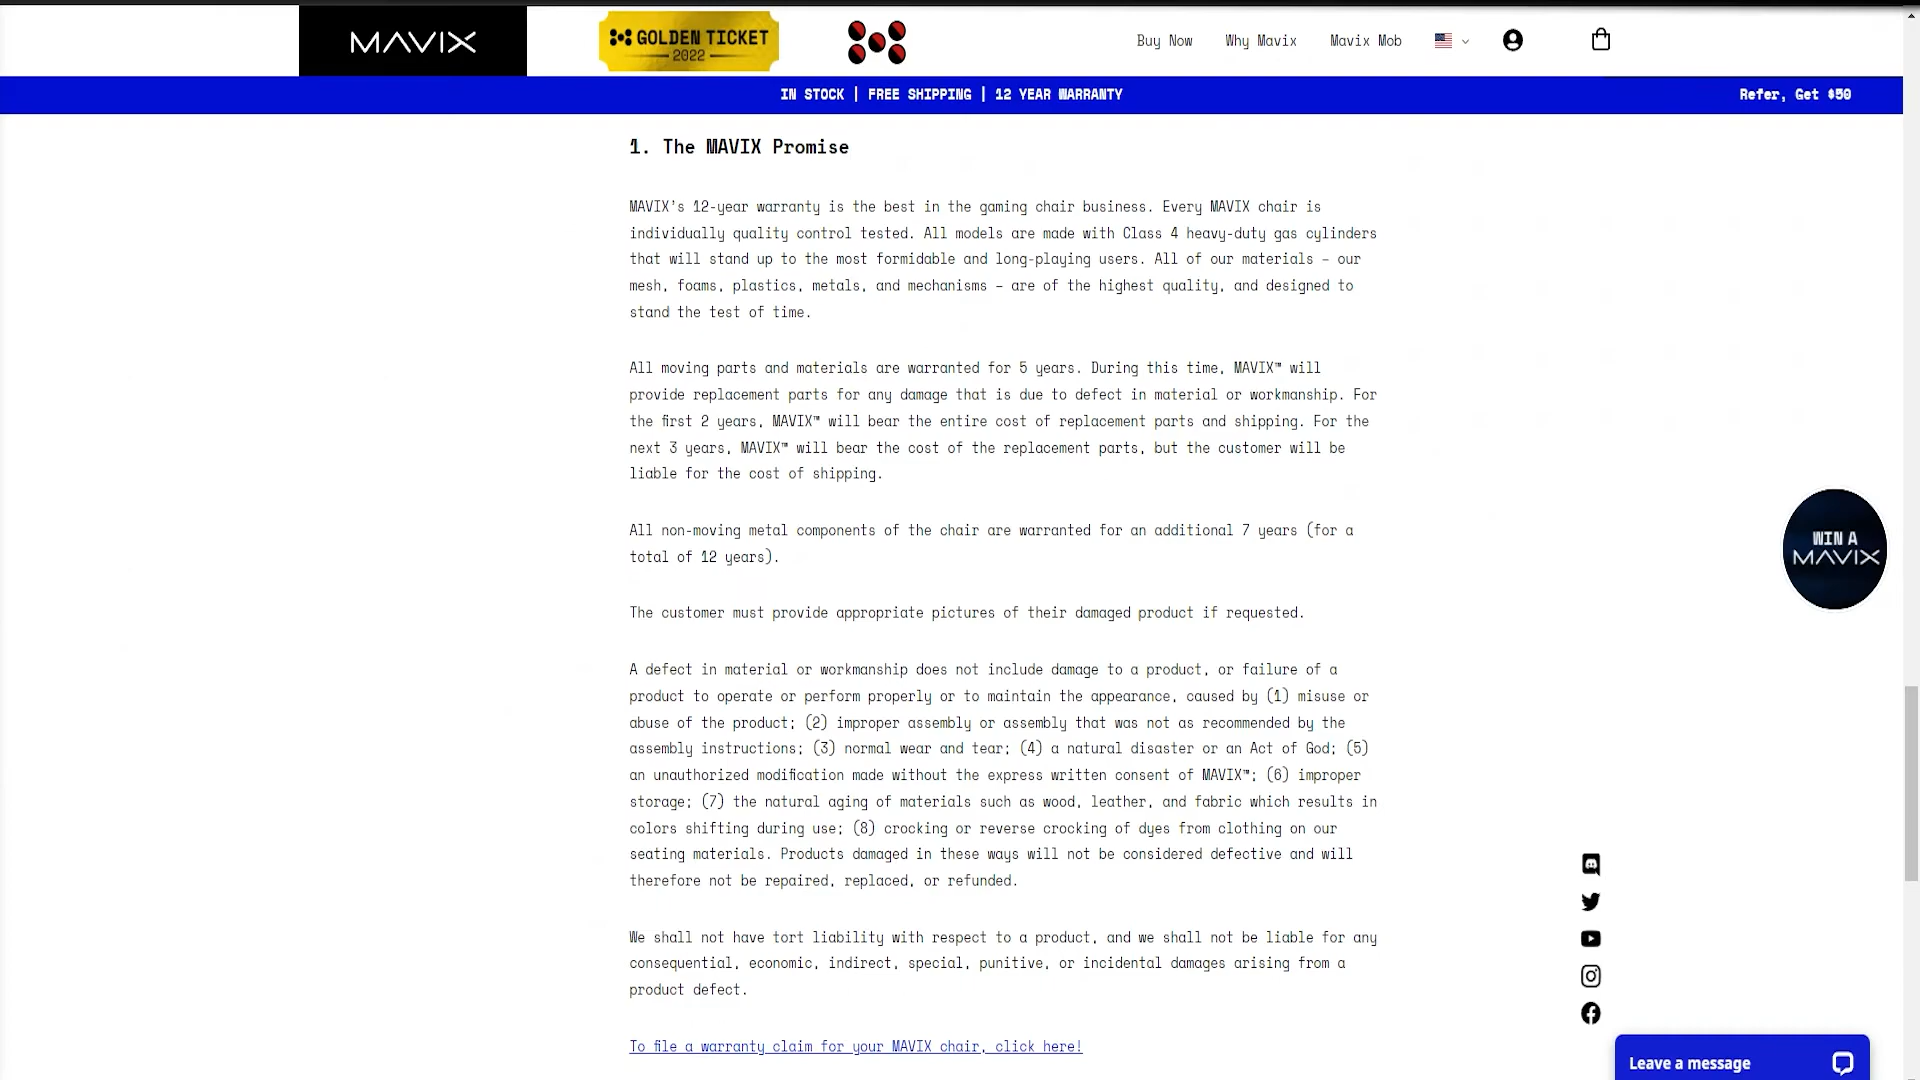 MAVIX
GOLDEN TICKET
2022
Buy Now
Why Mavix
Mavix Mob
IN STOCK | FREE SHIPPING | 12 YEAR WARRANTY
Refer, Get $50
1. The MAVIX Promise
MAVIX's 12-year warranty is the best in the gaming chair business. Every MAVIX chair is
individually quality control tested. All models are made with Class 4 heavy-duty gas cylinders
that will stand up to the most formidable and long-playing users. All of our materials – our
mesh, foams, plastics, metals, and mechanisms – are of the highest quality, and designed to
stand the test of time.
All moving parts and materials are warranted for 5 years. During this time, MAVIX™ will
provide replacement parts for any damage that is due to defect in material or workmanship. For
the first 2 years, MAVIX™ will bear the entire cost of replacement parts and shipping. For the
next 3 years, MAVIX™ will bear the cost of the replacement parts, but the customer will be
liable for the cost of shipping.
All non-moving metal components of the chair are warranted for an additional 7 years (for a
total of 12 years).
The customer must provide appropriate pictures of their damaged product if requested.
A defect in material or workmanship does not include damage to a product, or failure of a
product to operate or perform properly or to maintain the appearance, caused by (1) misuse or
abuse of the product; (2) improper assembly or assembly that was not as recommended by the
assembly instructions; (3) normal wear and tear; (4) a natural disaster or an Act of God; (5)
an unauthorized modification made without the express written consent of MAVIX™; (6) improper
storage; (7) the natural aging of materials such as wood, leather, and fabric which results in
colors shifting during use; (8) crocking or reverse crocking of dyes from clothing on our
seating materials. Products damaged in these ways will not be considered defective and will
therefore not be repaired, replaced, or refunded.
We shall not have tort liability with respect to a product, and we shall not be liable for any
consequential, economic, indirect, special, punitive, or incidental damages arising from a
product defect.
To file a warranty claim for your MAVIX chair, click here!
WIN A
MAVIX
Leave a message